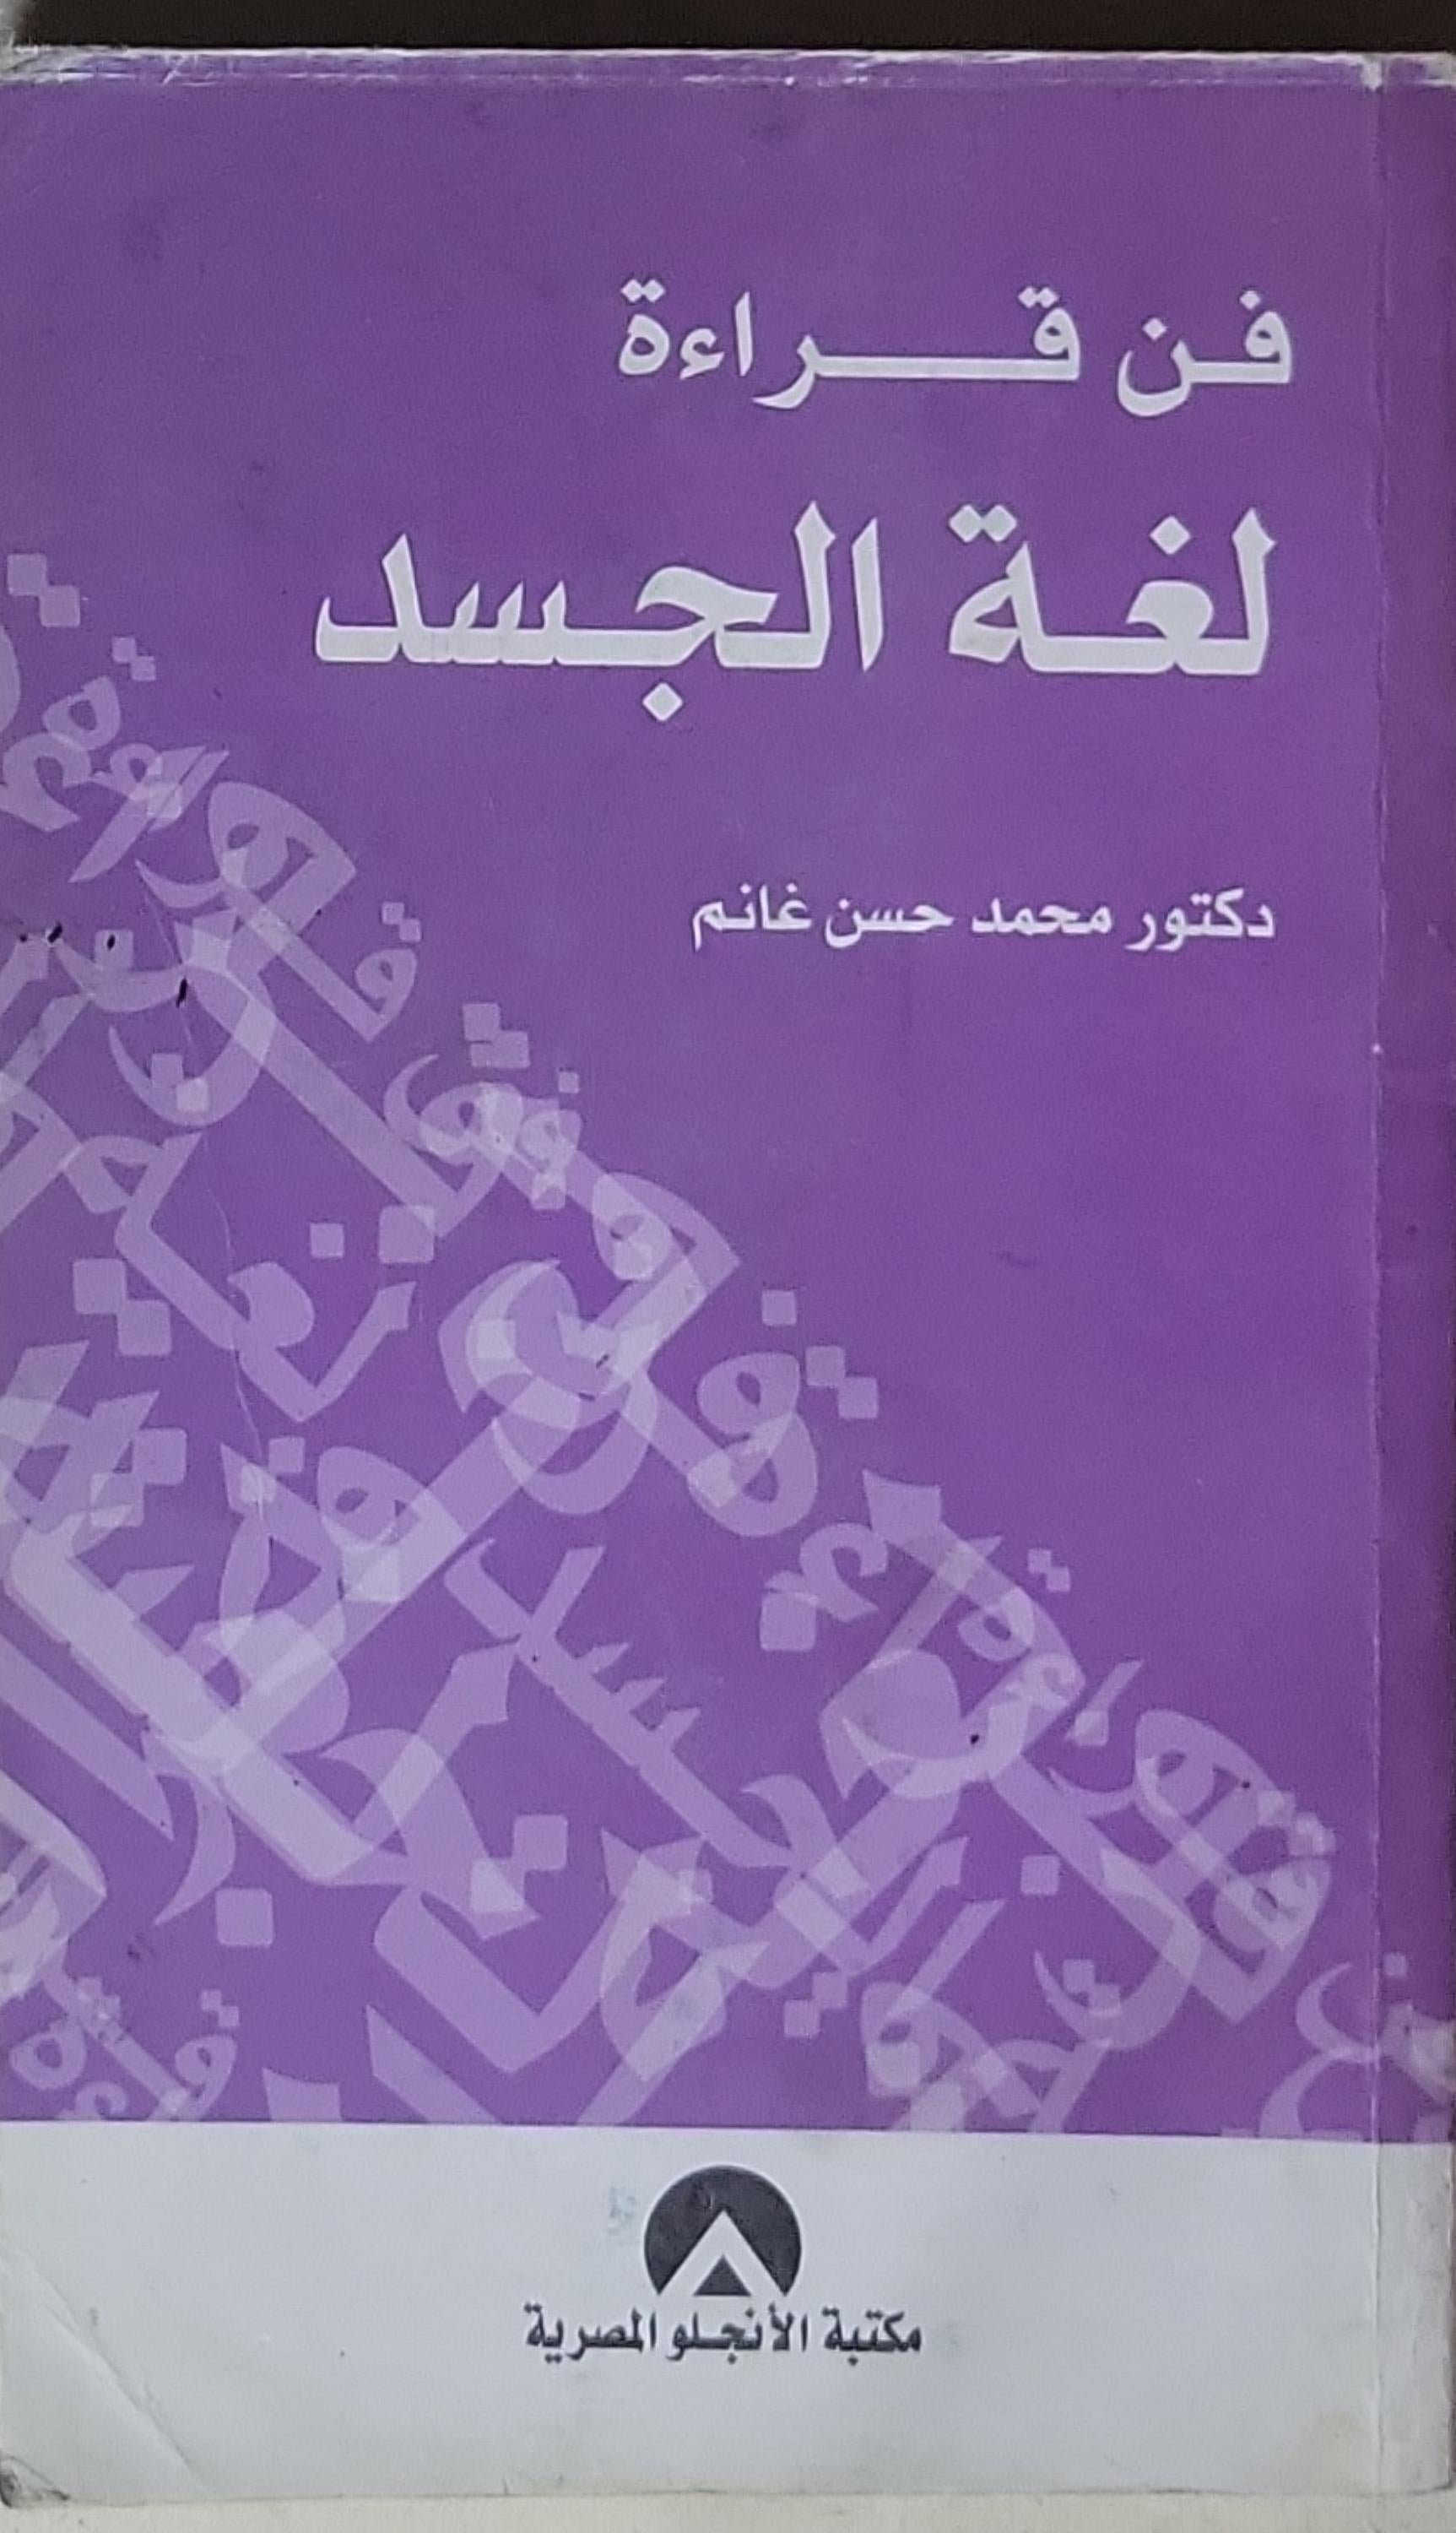 فن قراءة
لغة الجسد
دكتور محمد حسن غانم
مكتبة الأنجلو المصرية